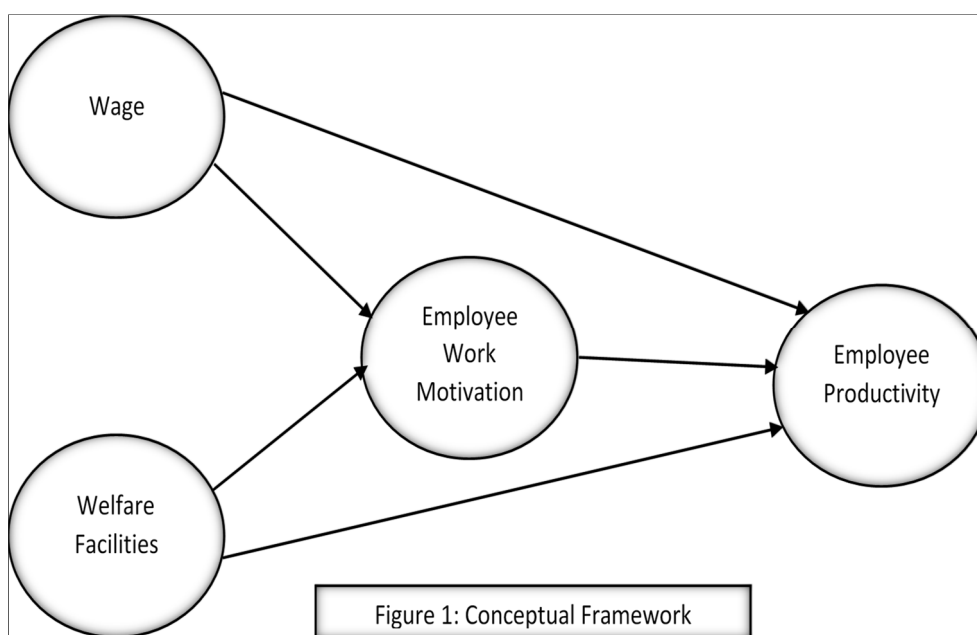 Wage
Employee
Work
Motivation
Employee
Productivity
Welfare
Facilities
Figure 1: Conceptual Framework